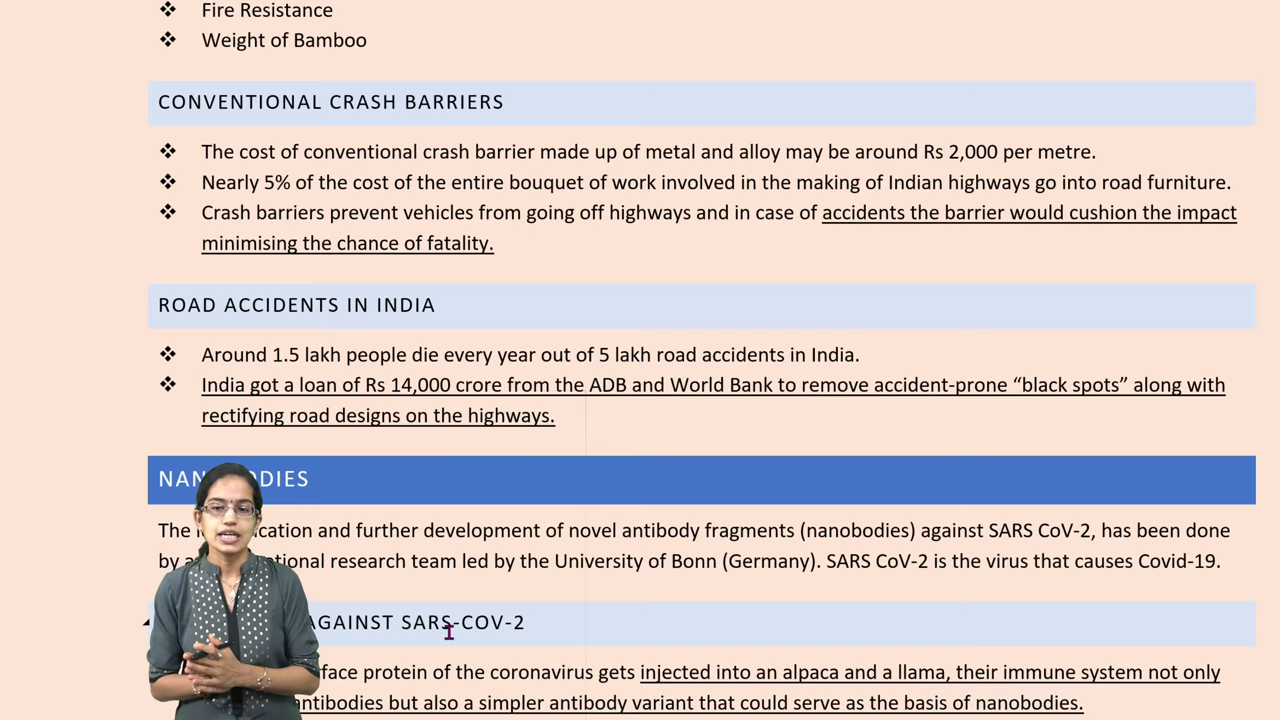 ❖ Fire Resistance
❖ Weight of Bamboo
CONVENTIONAL CRASH BARRIERS
❖ The cost of conventional crash barrier made up of metal and alloy may be around Rs 2,000 per metre.
❖ Nearly 5% of the cost of the entire bouquet of work involved in the making of Indian highways go into road furniture.
❖ Crash barriers prevent vehicles from going off highways and in case of accidents the barrier would cushion the impact
minimising the chance of fatality.
ROAD ACCIDENTS IN INDIA
❖ Around 1.5 lakh people die every year out of 5 lakh road accidents in India.
❖ India got a loan of Rs 14,000 crore from the ADB and World Bank to remove accident-prone “black spots” along with
rectifying road designs on the highways.
The and further development of novel antibody fragments (nanobodies) against SARS CoV-2, has been done
by research team led by the University of Bonn (Germany). SARS CoV-2 is the virus that causes Covid-19.
AGAINST SARS-COV-2
protein of the coronavirus gets injected into an alpaca and a llama, their immune system not only
antibodies but also a simpler antibody variant that could serve as the basis of nanobodies.